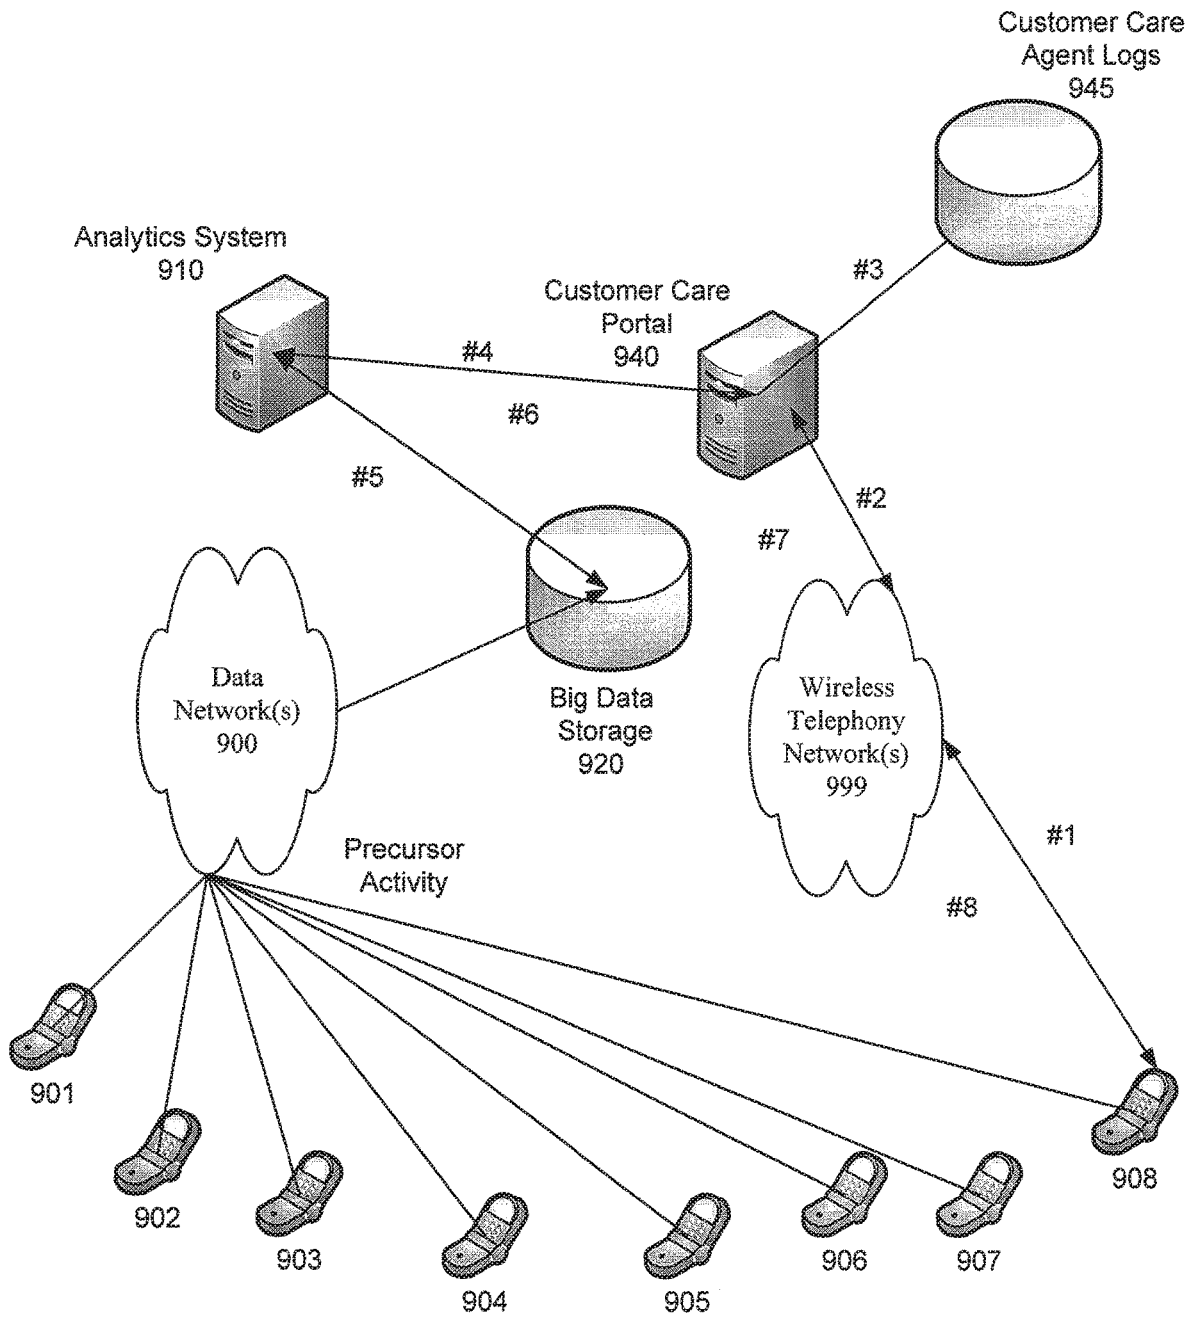 Customer Care
Agent Logs
945
Analytics System
910
#3
Customer Care
Portal
940
#4
#6
#5
#2
#7
Data
Network(s)
900
Big Data
Storage
920
Wireless
Telephony
Network(s)
999
#1
Precursor
Activity
#8
901
902
903
904
905
906
907
908